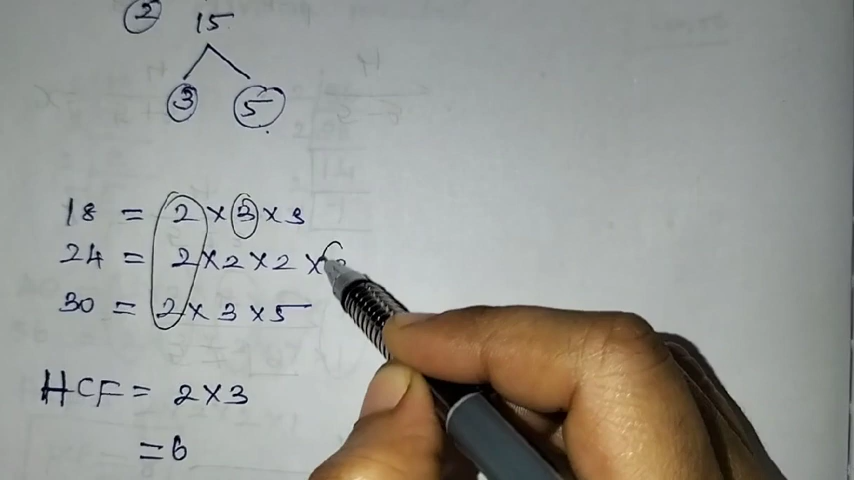 2 15
3 5
18 = 2 × 3 × 3
24 = 2 × 2 × 2 ×
30 = 2 × 3 × 5
HCF = 2 × 3
= 6